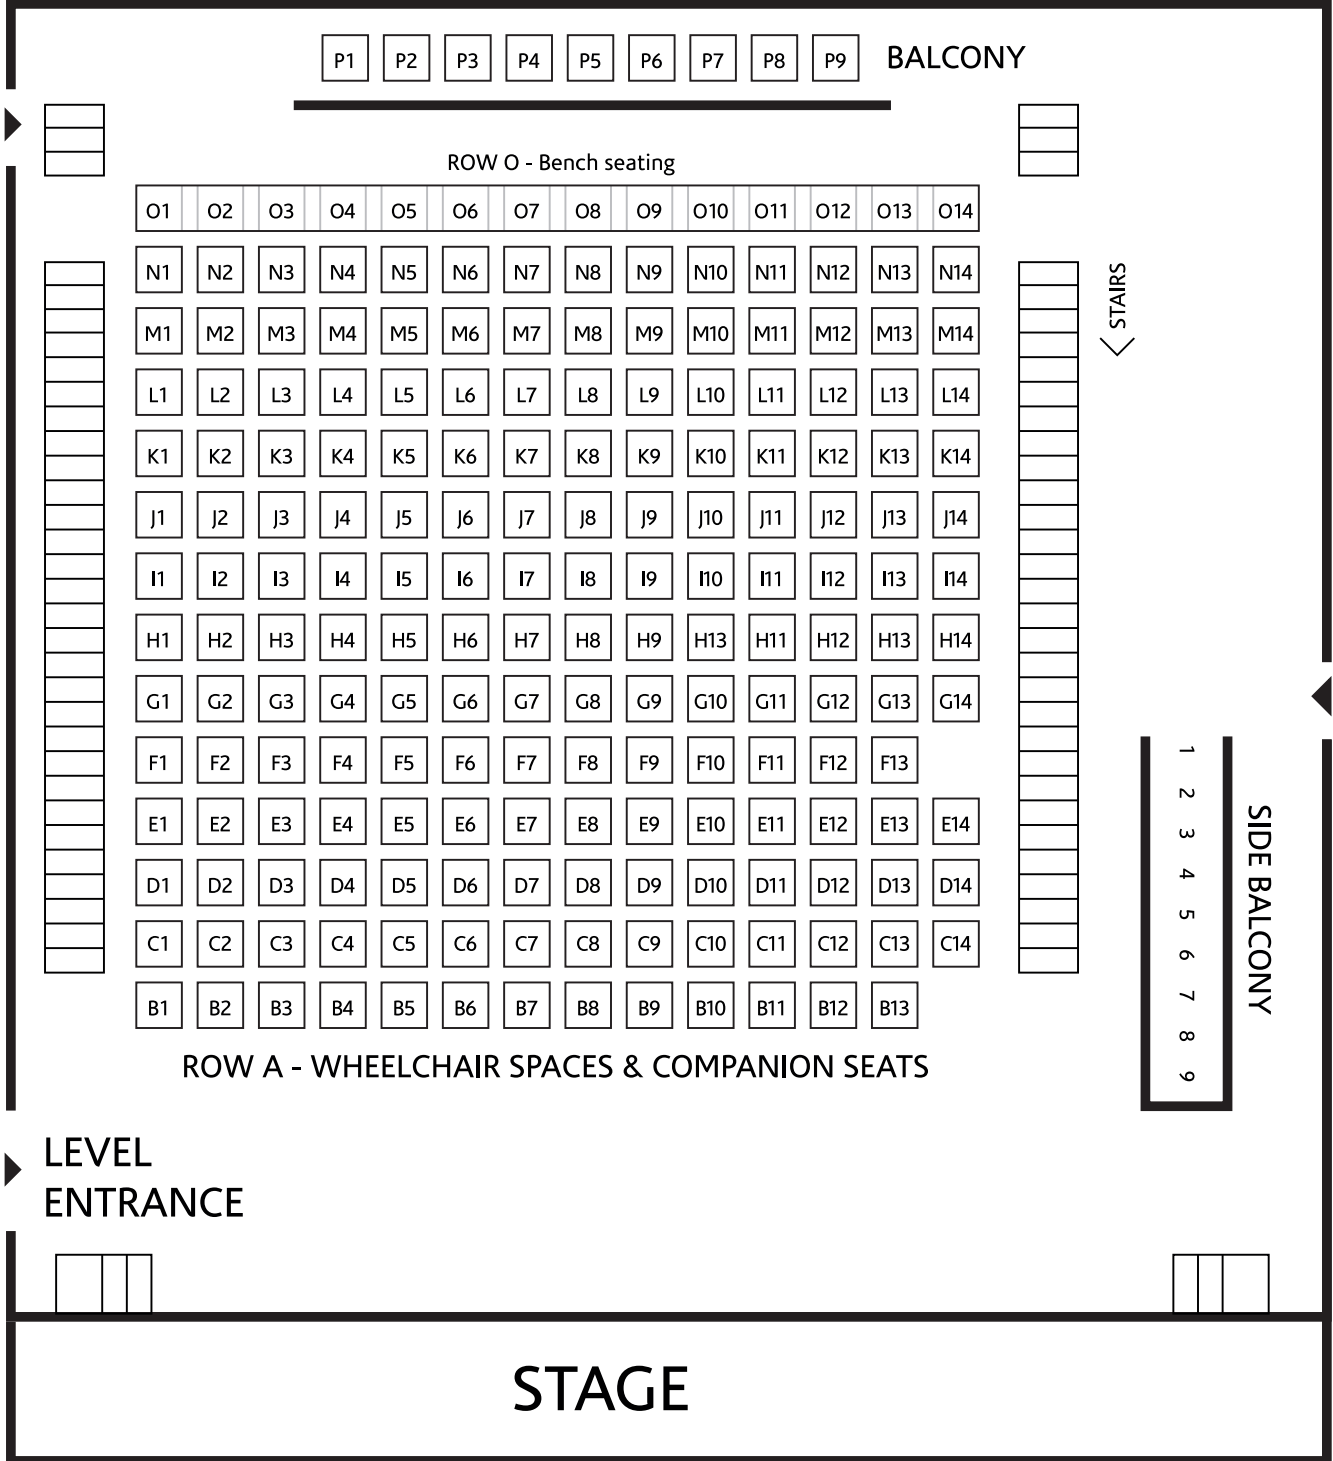 P1 P2 P3 P4 P5 P6 P7 P8 P9 BALCONY
ROW O - Bench seating
O1 O2 O3 O4 O5 O6 O7 O8 O9 O10 O11 O12 O13 O14
N1 N2 N3 N4 N5 N6 N7 N8 N9 N10 N11 N12 N13 N14
STAIRS
M1 M2 M3 M4 M5 M6 M7 M8 M9 M10 M11 M12 M13 M14
L1 L2 L3 L4 L5 L6 L7 L8 L9 L10 L11 L12 L13 L14
K1 K2 K3 K4 K5 K6 K7 K8 K9 K10 K11 K12 K13 K14
J1 J2 J3 J4 J5 J6 J7 J8 J9 J10 J11 J12 J13 J14
I1 I2 I3 I4 I5 I6 I7 I8 I9 I10 I11 I12 I13 I14
H1 H2 H3 H4 H5 H6 H7 H8 H9 H13 H11 H12 H13 H14
G1 G2 G3 G4 G5 G6 G7 G8 G9 G10 G11 G12 G13 G14
F1 F2 F3 F4 F5 F6 F7 F8 F9 F10 F11 F12 F13
E1 E2 E3 E4 E5 E6 E7 E8 E9 E10 E11 E12 E13 E14
D1 D2 D3 D4 D5 D6 D7 D8 D9 D10 D11 D12 D13 D14
C1 C2 C3 C4 C5 C6 C7 C8 C9 C10 C11 C12 C13 C14
B1 B2 B3 B4 B5 B6 B7 B8 B9 B10 B11 B12 B13
1 2 3 4 5 6 7 8 9
SIDE BALCONY
ROW A - WHEELCHAIR SPACES & COMPANION SEATS
LEVEL
ENTRANCE
STAGE